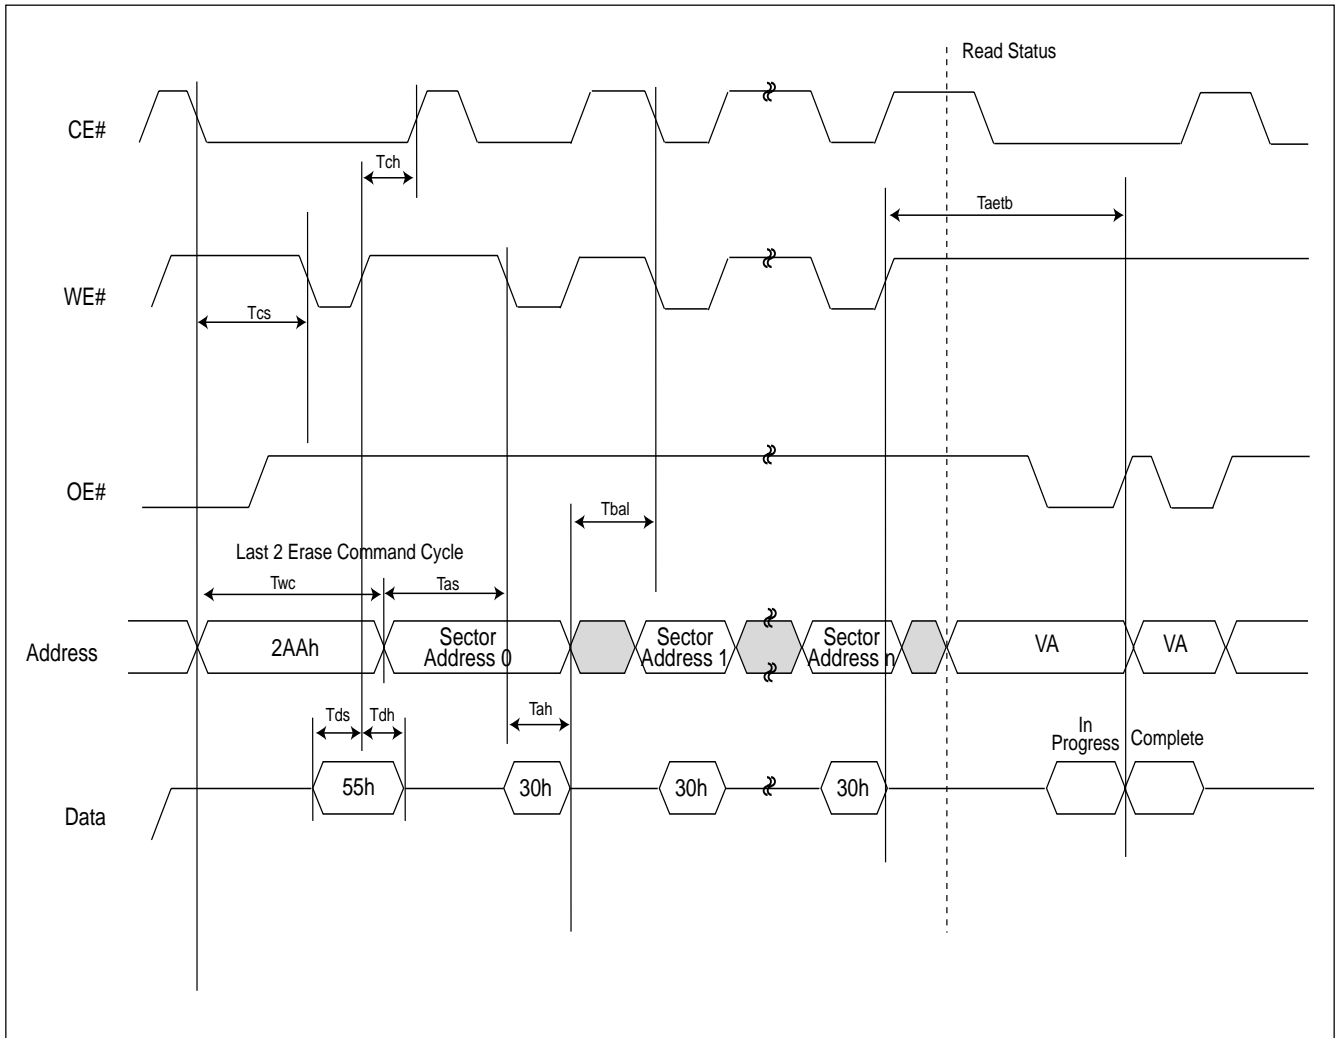 Read Status
CE#
Tch
Taetb
WE#
Tcs
OE#
Tbal
Last 2 Erase Command Cycle
Twc
Tas
Address
2AAh
Sector
Address 0
Sector
Address 1
Sector
Address n
VA
VA
Tds
Tdh
Tah
In
Progress
Complete
Data
55h
30h
30h
30h